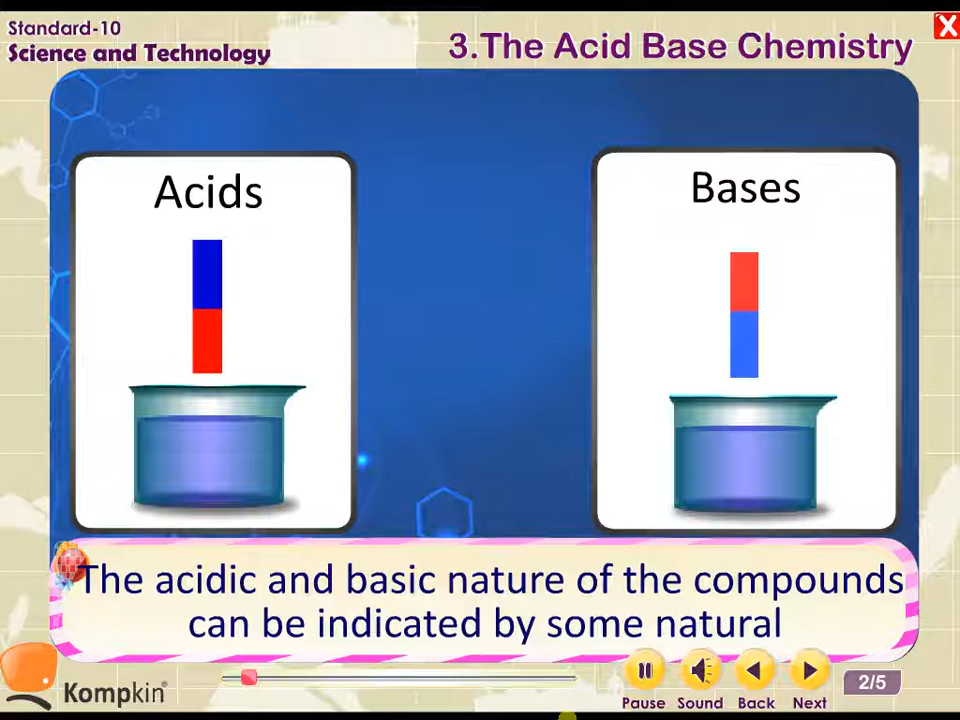 Standard-10
Science and Technology
3.The Acid Base Chemistry
Acids
Bases
The acidic and basic nature of the compounds
can be indicated by some natural
Kompkin
Pause Sound Back Next
2/5